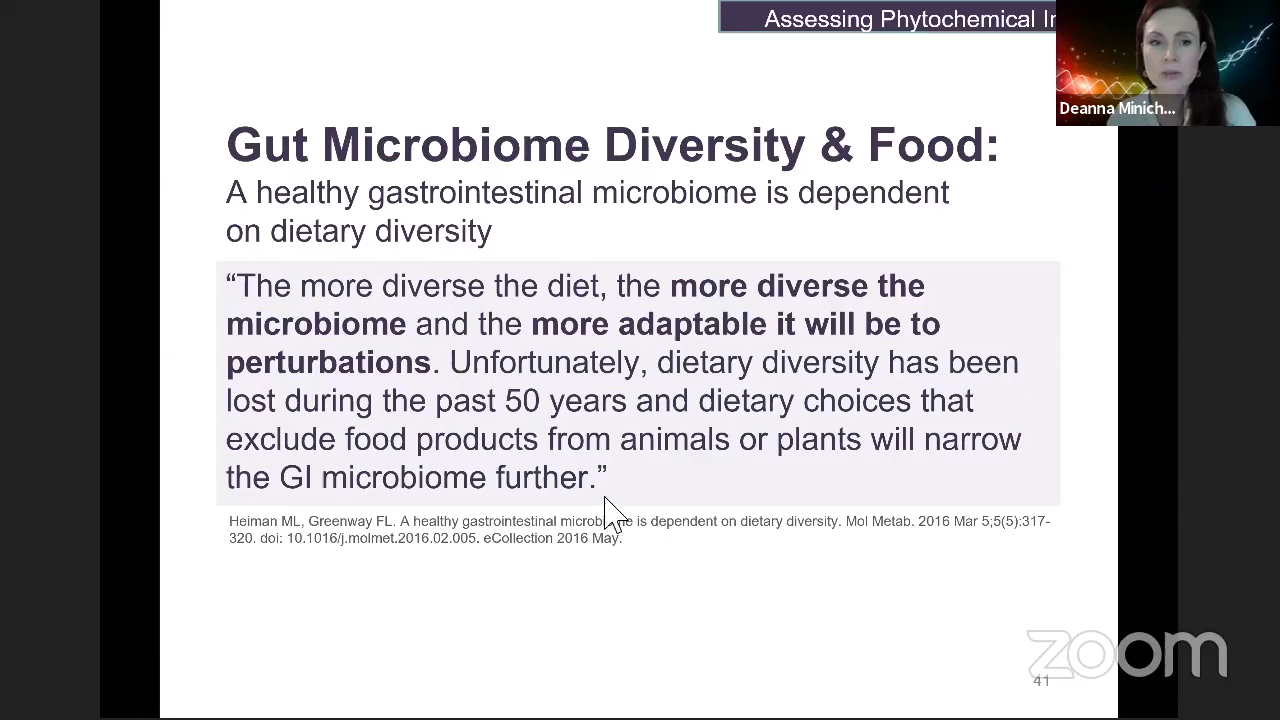 Assessing Phytochemical
Deanna Minich...
Gut Microbiome Diversity & Food:
A healthy gastrointestinal microbiome is dependent
on dietary diversity
“The more diverse the diet, the more diverse the
microbiome and the more adaptable it will be to
perturbations. Unfortunately, dietary diversity has been
lost during the past 50 years and dietary choices that
exclude food products from animals or plants will narrow
the GI microbiome further.”
Heiman ML, Greenway FL. A healthy gastrointestinal is dependent on dietary diversity. Mol Metab. 2016 Mar 5;5(5):317-
320. doi: 10.1016/j.molmet.2016.02.005. eCollection 2016 May.
zoom
41